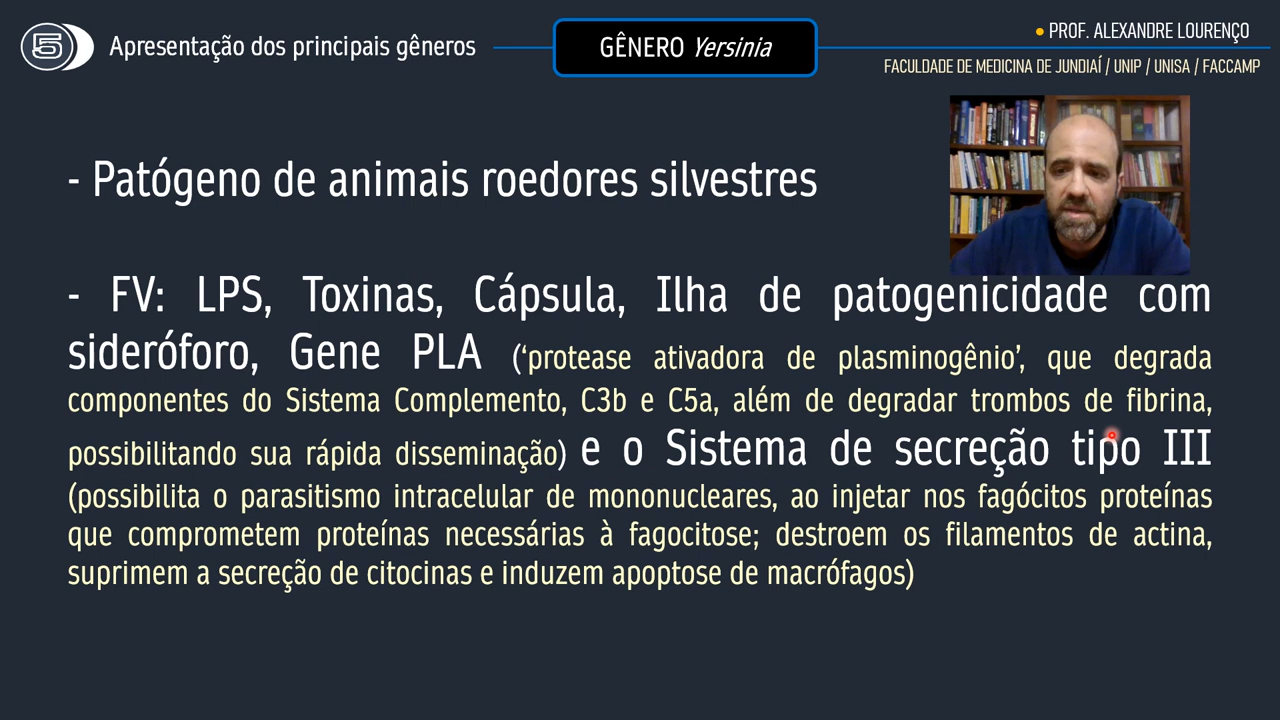 5 Apresentação dos principais gêneros
GÊNERO Yersinia
• PROF. ALEXANDRE LOURENÇO
FACULDADE DE MEDICINA DE JUNDIAÍ / UNIP / UNISA / FACCAMP
- Patógeno de animais roedores silvestres
- FV: LPS, Toxinas, Cápsula, Ilha de patogenicidade com
sideróforo, Gene PLA (‘protease ativadora de plasminogênio’, que degrada
componentes do Sistema Complemento, C3b e C5a, além de degradar trombos de fibrina,
possibilitando sua rápida disseminação) e o Sistema de secreção tipo III
(possibilita o parasitismo intracelular de mononucleares, ao injetar nos fagócitos proteínas
que comprometem proteínas necessárias à fagocitose; destroem os filamentos de actina,
suprimem a secreção de citocinas e induzem apoptose de macrófagos)